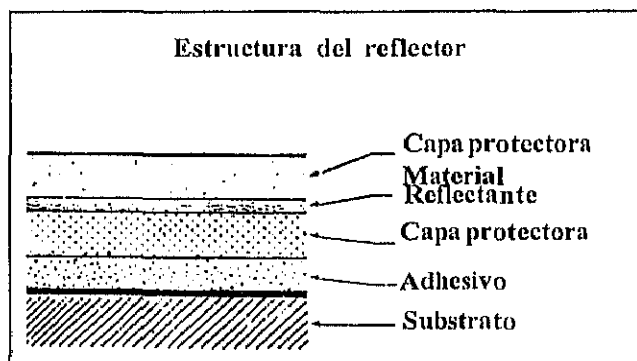 Estructura del reflector
Capa protectora
Material
Reflectante
Capa protectora
Adhesivo
Substrato